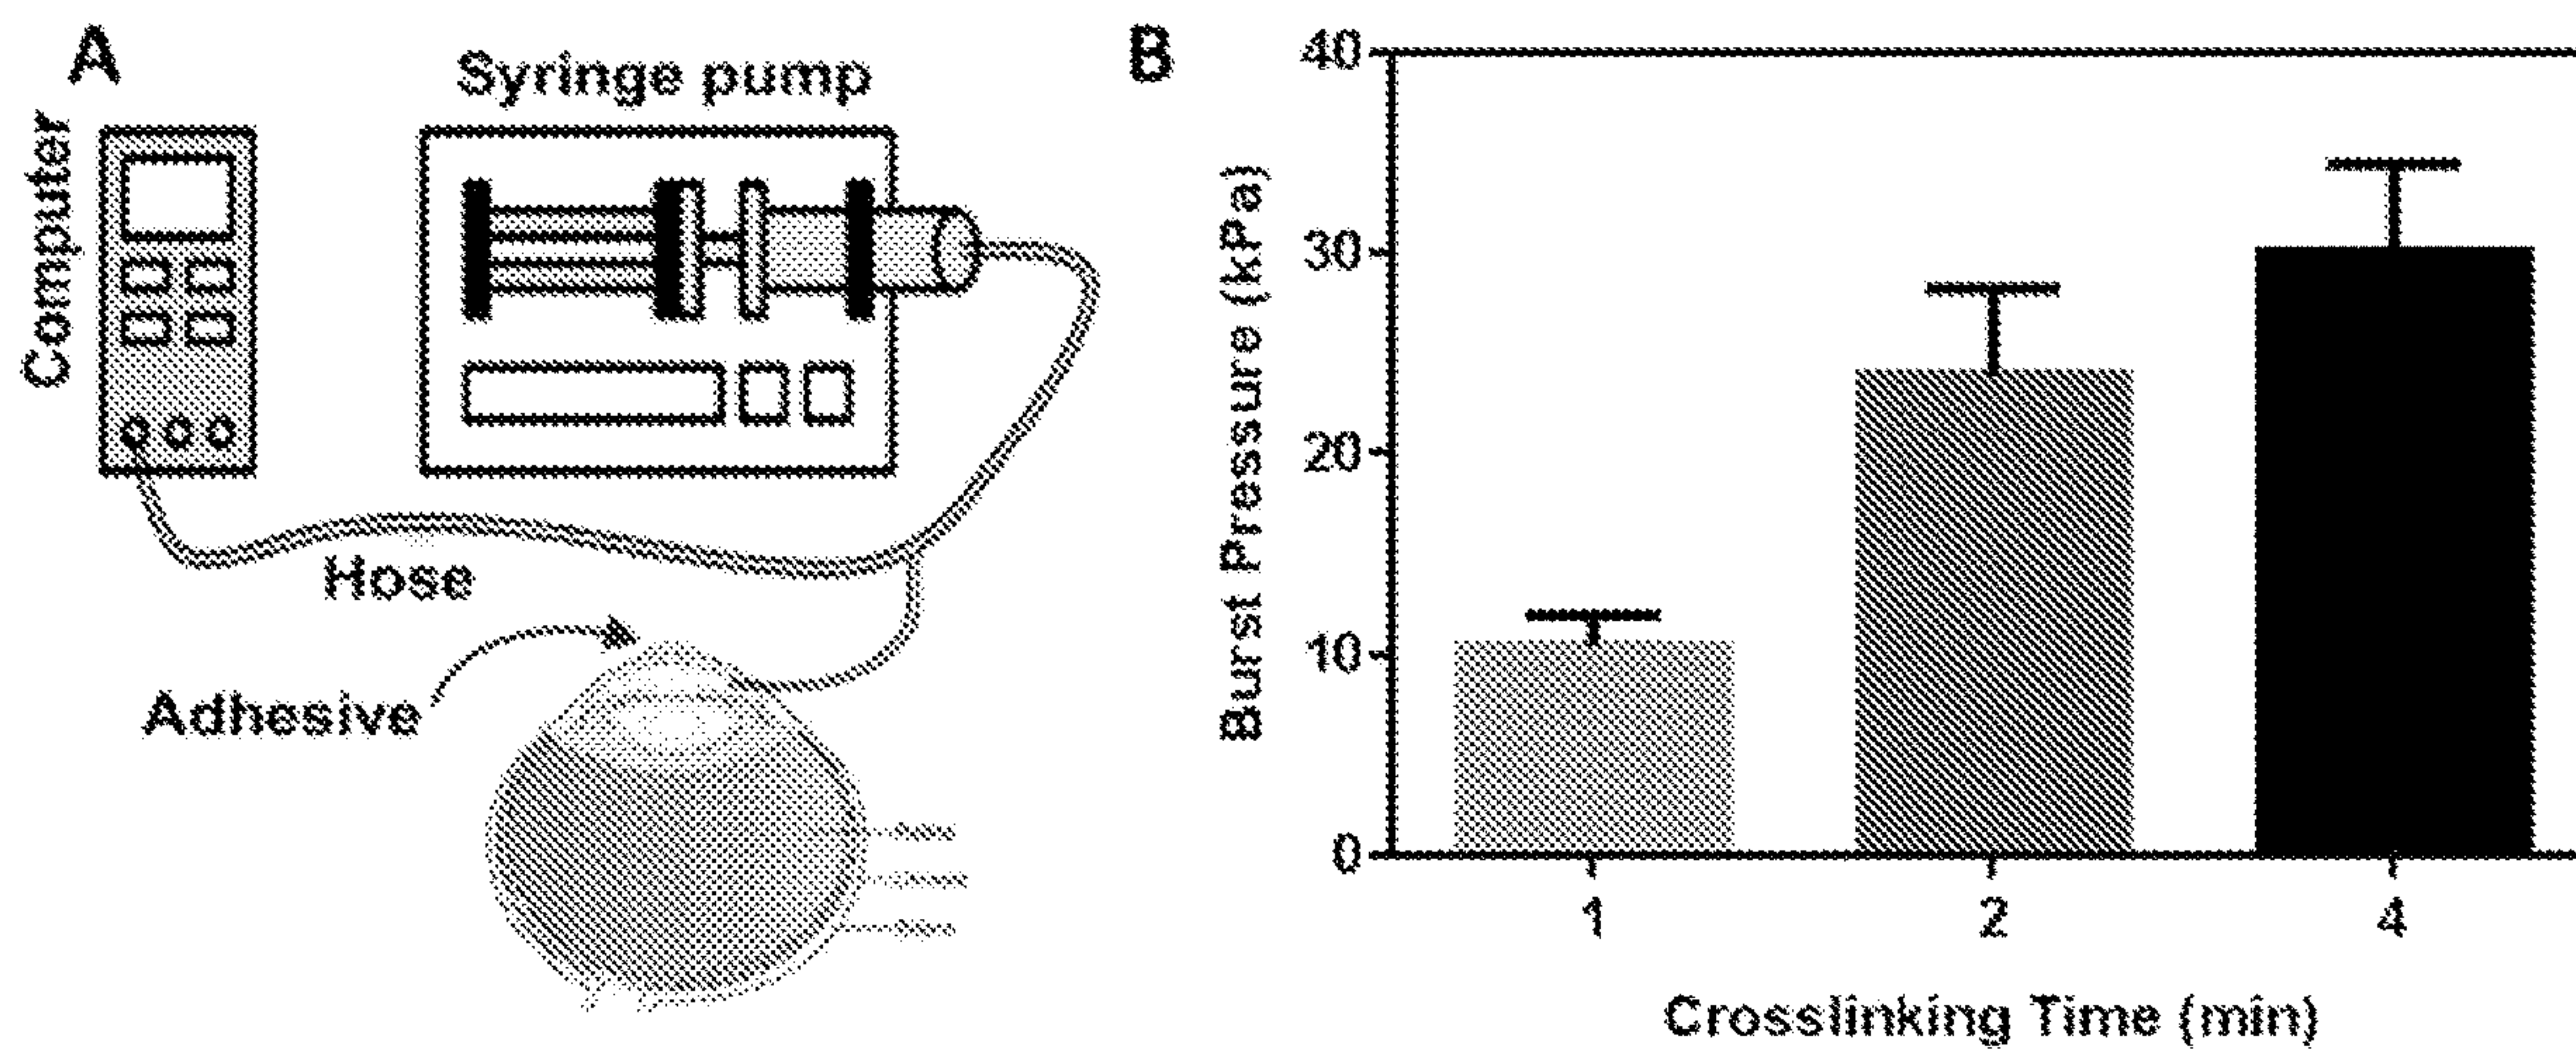 A
Syringe pump
Computer
Hose
Adhesive
B
Burst Pressure (kPa)
40
30
20
10
0
1 2 4
Crosslinking Time (min)